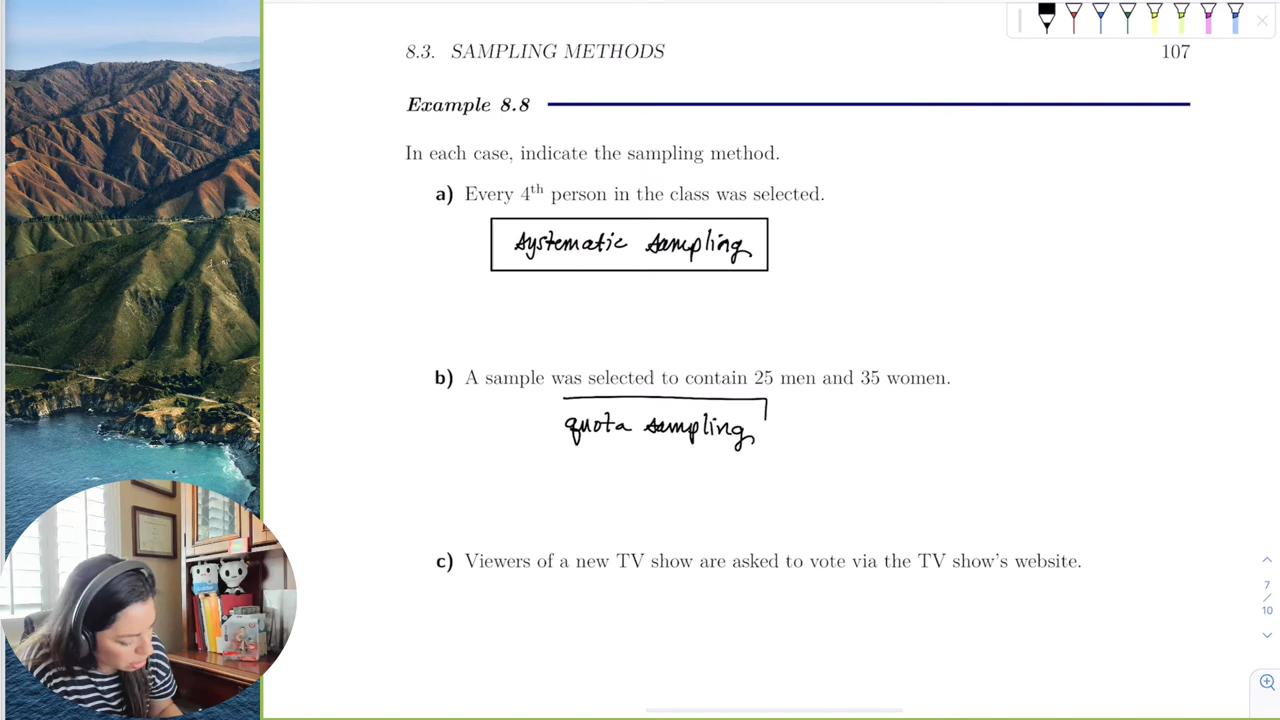 8.3. SAMPLING METHODS 107
Example 8.8
In each case, indicate the sampling method.
a) Every 4th person in the class was selected.
systematic sampling
b) A sample was selected to contain 25 men and 35 women.
quota sampling
c) Viewers of a new TV show are asked to vote via the TV show's website.
7
/
10